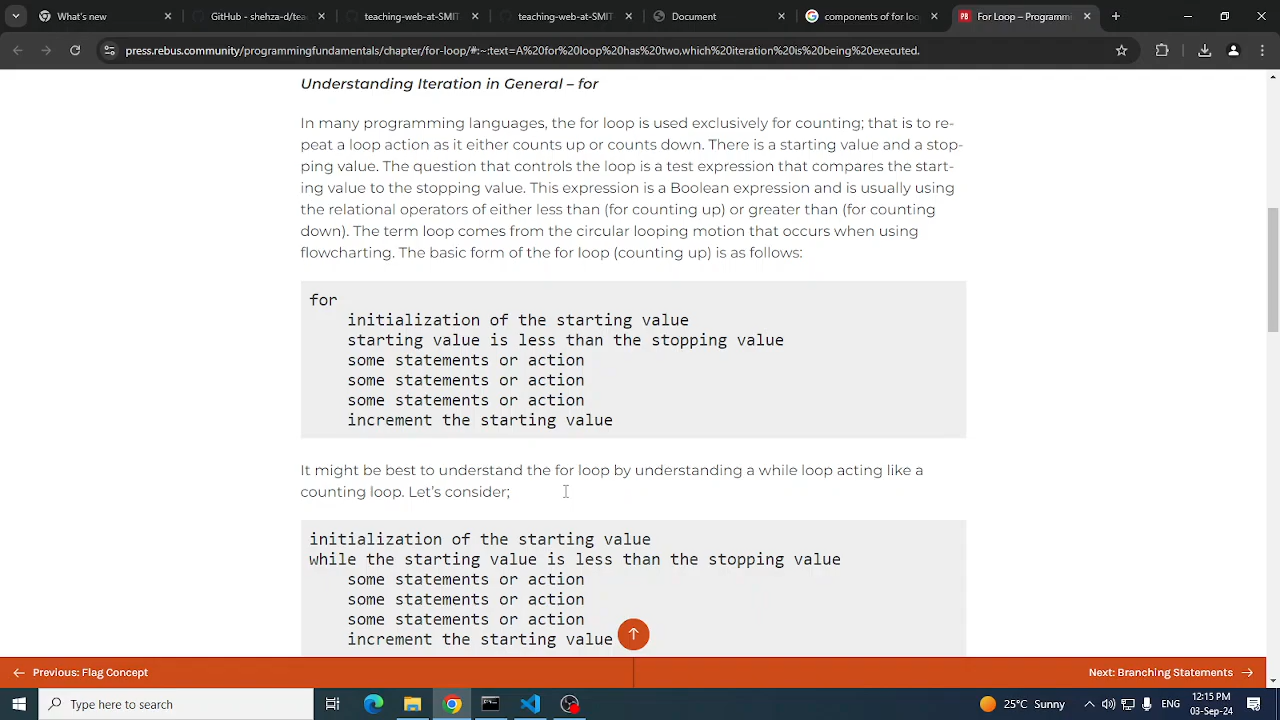 What's new
GitHub - shehza-d/tea
teaching-web-at-SMIT
teaching-web-at-SMIT
Document
components of for loo
For Loop – Programm
press.rebus.community/programmingfundamentals/chapter/for-loop/#:~:text=A%20for%20loop%20has%20two,which%20iteration%20is%20being%20executed.
Understanding Iteration in General – for
In many programming languages, the for loop is used exclusively for counting; that is to re-
peat a loop action as it either counts up or counts down. There is a starting value and a stop-
ping value. The question that controls the loop is a test expression that compares the start-
ing value to the stopping value. This expression is a Boolean expression and is usually using
the relational operators of either less than (for counting up) or greater than (for counting
down). The term loop comes from the circular looping motion that occurs when using
flowcharting. The basic form of the for loop (counting up) is as follows:
for
initialization of the starting value
starting value is less than the stopping value
some statements or action
some statements or action
some statements or action
increment the starting value
It might be best to understand the for loop by understanding a while loop acting like a
counting loop. Let's consider;
initialization of the starting value
while the starting value is less than the stopping value
some statements or action
some statements or action
some statements or action
increment the starting value
← Previous: Flag Concept
Next: Branching Statements →
Type here to search
25°C Sunny
ENG
12:15 PM
03-Sep-24